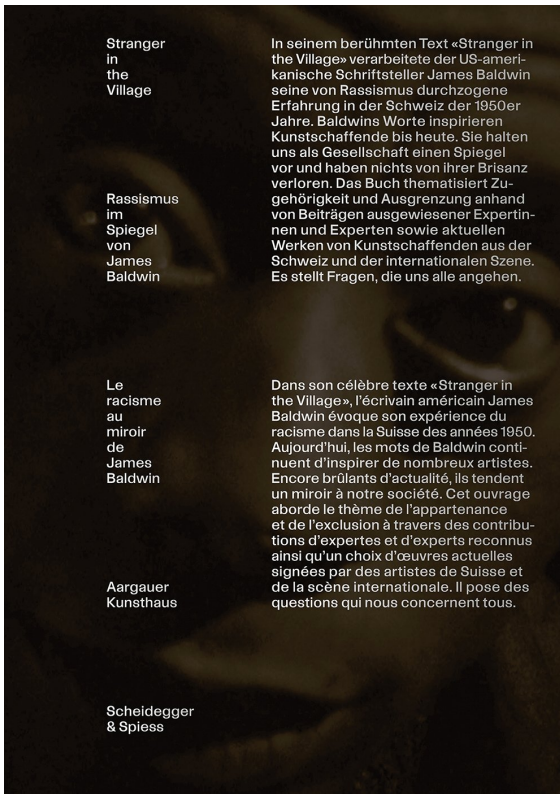 Stranger
in
the
Village
In seinem berühmten Text «Stranger in
the Village» verarbeitete der US-ameri-
kanische Schriftsteller James Baldwin
seine von Rassismus durchzogene
Erfahrung in der Schweiz der 1950er
Jahre. Baldwins Worte inspirieren
Kunstschaffende bis heute. Sie halten
uns als Gesellschaft einen Spiegel
vor und haben nichts von ihrer Brisanz
verloren. Das Buch thematisiert Zu-
gehörigkeit und Ausgrenzung anhand
von Beiträgen ausgewiesener Expertin-
nen und Experten sowie aktuellen
Werken von Kunstschaffenden aus der
Schweiz und der internationalen Szene.
Es stellt Fragen, die uns alle angehen.
Rassismus
im
Spiegel
von
James
Baldwin
Le
racisme
au
miroir
de
James
Baldwin
Dans son célèbre texte «Stranger in
the Village», l’écrivain américain James
Baldwin évoque son expérience du
racisme dans la Suisse des années 1950.
Aujourd’hui, les mots de Baldwin conti-
nuent d’inspirer de nombreux artistes.
Encore brûlants d’actualité, ils tendent
un miroir à notre société. Cet ouvrage
aborde le thème de l’appartenance
et de l’exclusion à travers des contribu-
tions d’expertes et d’experts reconnus
ainsi qu’un choix d’œuvres actuelles
signées par des artistes de Suisse et
de la scène internationale. Il pose des
questions qui nous concernent tous.
Aargauer
Kunsthaus
Scheidegger
& Spiess